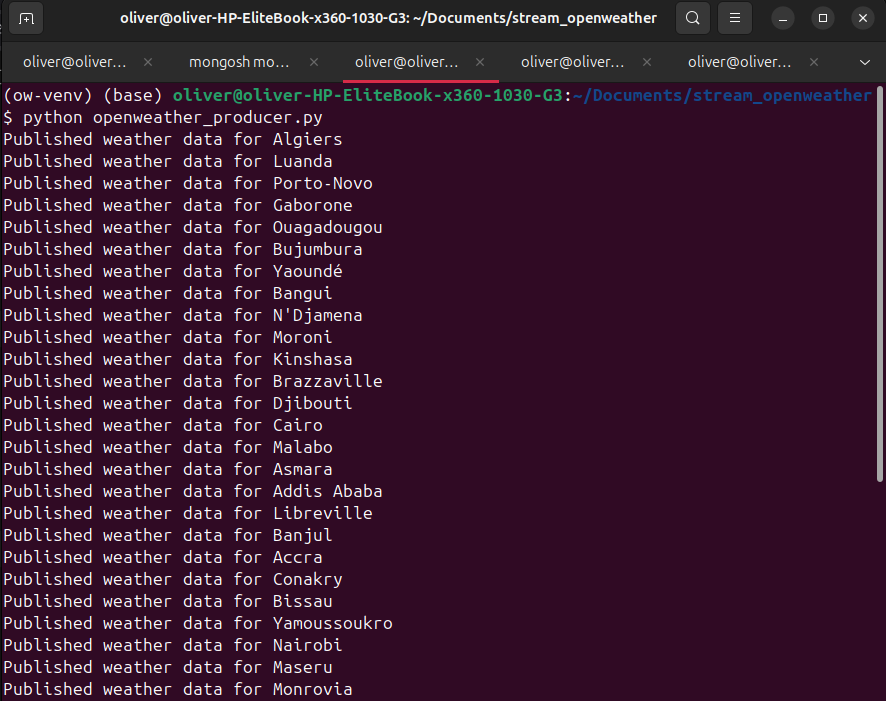 oliver@oliver-HP-EliteBook-x360-1030-G3: ~/Documents/stream_openweather
oliver@oliver... mongosh mo... oliver@oliver... oliver@oliver... oliver@oliver...
(ow-venv) (base) oliver@oliver-HP-EliteBook-x360-1030-G3:~/Documents/stream_openweather
$ python openweather_producer.py
Published weather data for Algiers
Published weather data for Luanda
Published weather data for Porto-Novo
Published weather data for Gaborone
Published weather data for Ouagadougou
Published weather data for Bujumbura
Published weather data for Yaoundé
Published weather data for Bangui
Published weather data for N'Djamena
Published weather data for Moroni
Published weather data for Kinshasa
Published weather data for Brazzaville
Published weather data for Djibouti
Published weather data for Cairo
Published weather data for Malabo
Published weather data for Asmara
Published weather data for Addis Ababa
Published weather data for Libreville
Published weather data for Banjul
Published weather data for Accra
Published weather data for Conakry
Published weather data for Bissau
Published weather data for Yamoussoukro
Published weather data for Nairobi
Published weather data for Maseru
Published weather data for Monrovia